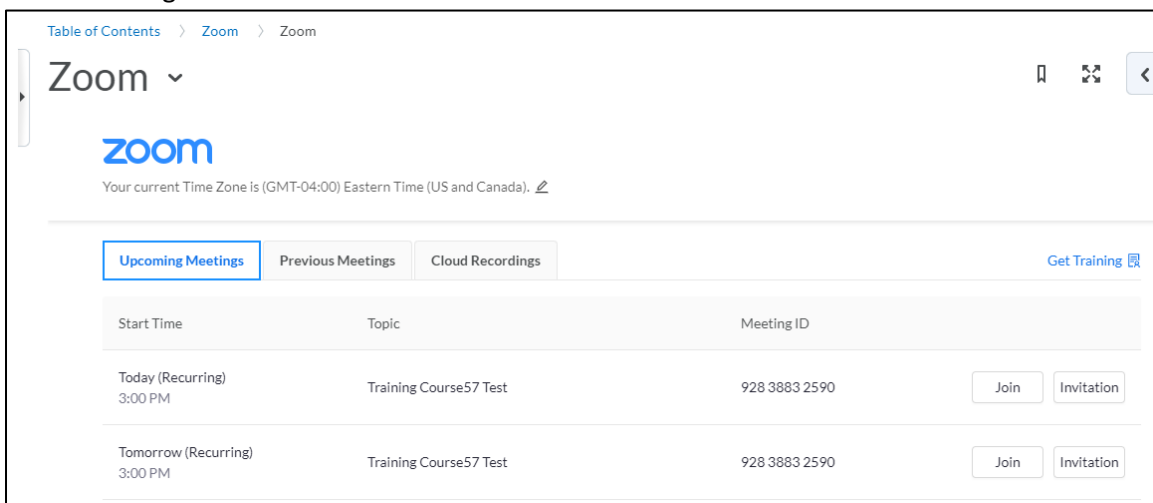 Table of Contents > Zoom > Zoom
Zoom
zoom
Your current Time Zone is (GMT-04:00) Eastern Time (US and Canada).
Upcoming Meetings Previous Meetings Cloud Recordings Get Training
Start Time Topic Meeting ID
Today (Recurring)
3:00 PM
Training Course57 Test 928 3883 2590 Join Invitation
Tomorrow (Recurring)
3:00 PM
Training Course57 Test 928 3883 2590 Join Invitation